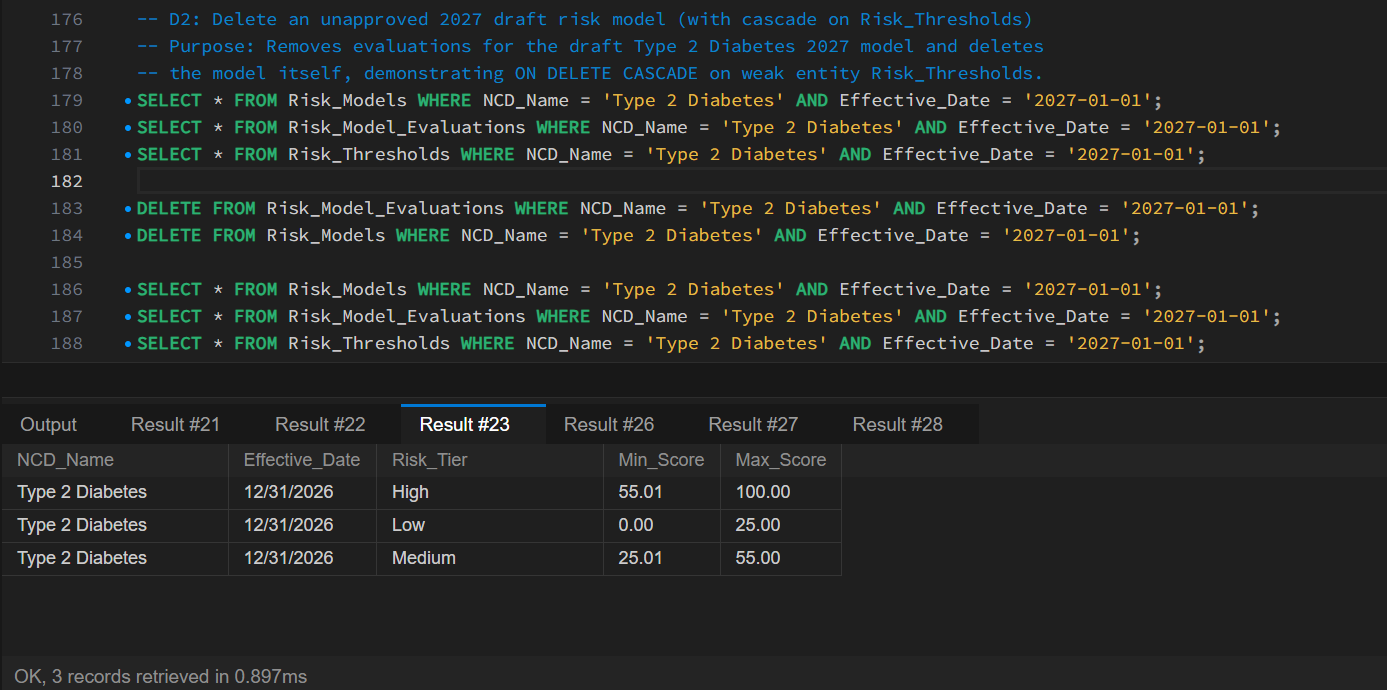 176 -- D2: Delete an unapproved 2027 draft risk model (with cascade on Risk_Thresholds)
177 -- Purpose: Removes evaluations for the draft Type 2 Diabetes 2027 model and deletes
178 -- the model itself, demonstrating ON DELETE CASCADE on weak entity Risk_Thresholds.
179 SELECT * FROM Risk_Models WHERE NCD_Name = 'Type 2 Diabetes' AND Effective_Date = '2027-01-01';
180 SELECT * FROM Risk_Model_Evaluations WHERE NCD_Name = 'Type 2 Diabetes' AND Effective_Date = '2027-01-01';
181 SELECT * FROM Risk_Thresholds WHERE NCD_Name = 'Type 2 Diabetes' AND Effective_Date = '2027-01-01';
182
183 DELETE FROM Risk_Model_Evaluations WHERE NCD_Name = 'Type 2 Diabetes' AND Effective_Date = '2027-01-01';
184 DELETE FROM Risk_Models WHERE NCD_Name = 'Type 2 Diabetes' AND Effective_Date = '2027-01-01';
185
186 SELECT * FROM Risk_Models WHERE NCD_Name = 'Type 2 Diabetes' AND Effective_Date = '2027-01-01';
187 SELECT * FROM Risk_Model_Evaluations WHERE NCD_Name = 'Type 2 Diabetes' AND Effective_Date = '2027-01-01';
188 SELECT * FROM Risk_Thresholds WHERE NCD_Name = 'Type 2 Diabetes' AND Effective_Date = '2027-01-01';
Output Result #21 Result #22 Result #23 Result #26 Result #27 Result #28
NCD_Name Effective_Date Risk_Tier Min_Score Max_Score
Type 2 Diabetes 12/31/2026 High 55.01 100.00
Type 2 Diabetes 12/31/2026 Low 0.00 25.00
Type 2 Diabetes 12/31/2026 Medium 25.01 55.00
OK, 3 records retrieved in 0.897ms